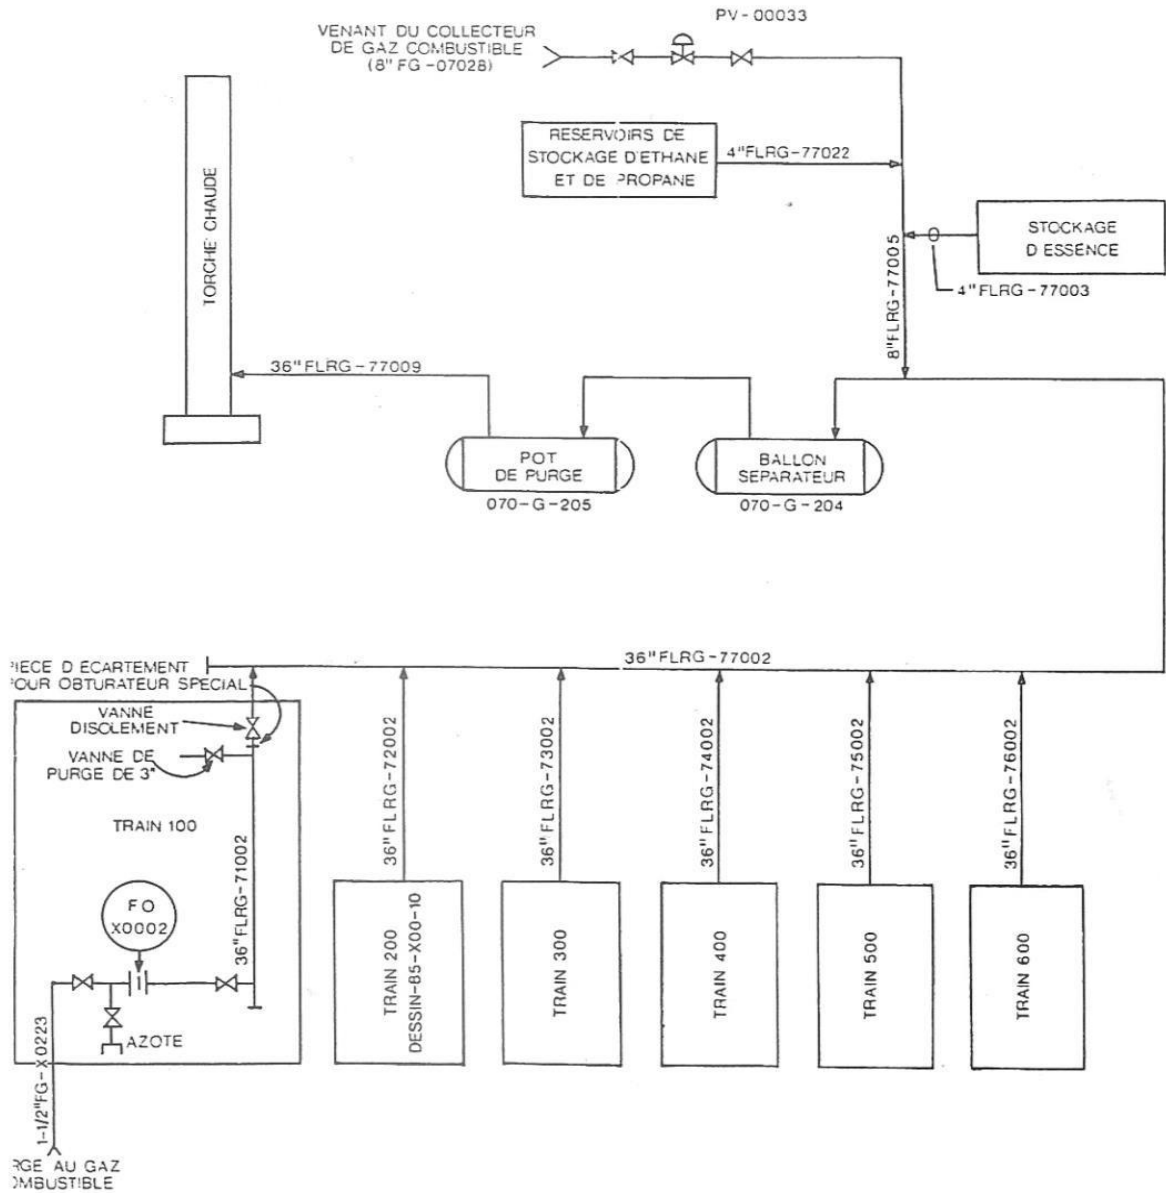 PV-00033
VENANT DU COLLECTEUR
DE GAZ COMBUSTIBLE
(8" FG-07028)
RESERVOIRS DE
STOCKAGE D'ETHANE
ET DE PROPANE
4"FLRG-77022
TORCHE CHAUDE
STOCKAGE
D ESSENCE
4"FLRG-77003
8"FLRG-77005
36"FLRG-77009
POT
DE PURGE
070-G-205
BALLON
SEPARATEUR
070-G-204
36"FLRG-77002
IECE D ÉCARTEMENT
OUR OBTURATEUR SPECIAL
VANNE
DISOLEMENT
VANNE DE
PURGE DE 3"
TRAIN 100
36"FLRG-71002
FO
X0002
AZOTE
1-1/2"FG-X0223
RGE AU GAZ
OMBUSTIBLE
36"FLRG-72002
TRAIN 200
DESSIN-85-X00-10
36"FLRG-73002
TRAIN 300
36"FLRG-74002
TRAIN 400
36"FLRG-75002
TRAIN 500
36"FLRG-76002
TRAIN 600